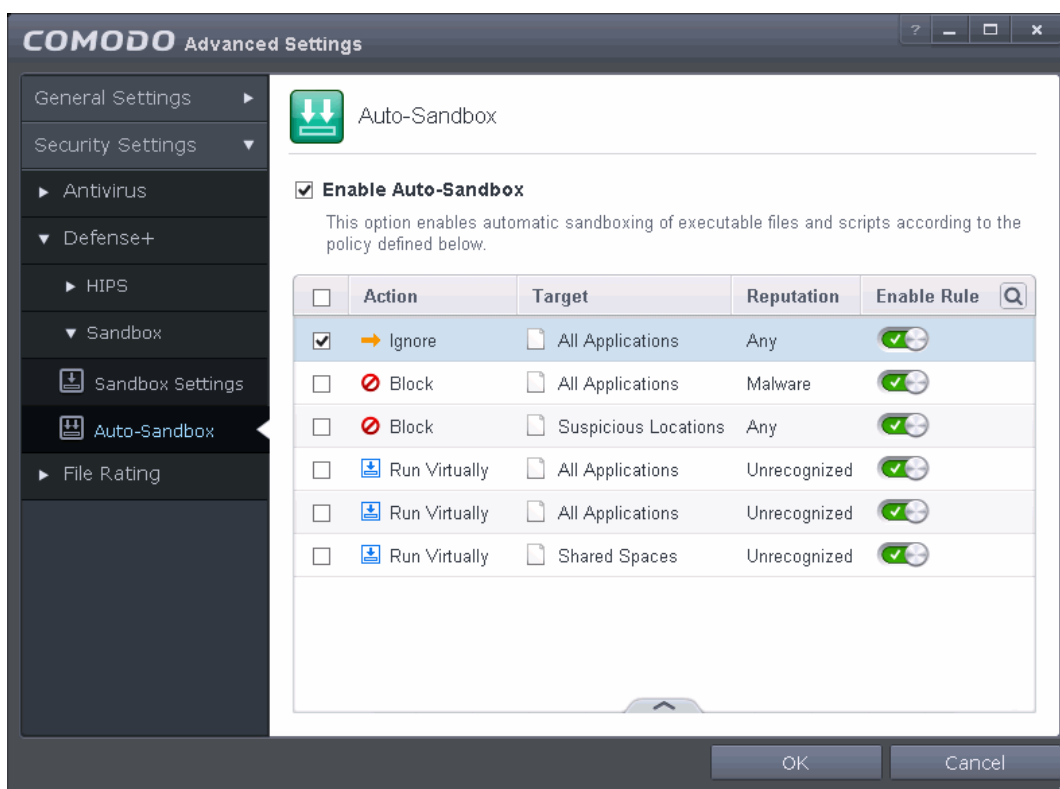 COMODO Advanced Settings
?
General Settings
Security Settings
Antivirus
Defense+
HIPS
Sandbox
Sandbox Settings
Auto-Sandbox
File Rating
Auto-Sandbox
Enable Auto-Sandbox
This option enables automatic sandboxing of executable files and scripts according to the
policy defined below.
Action Target Reputation Enable Rule
Ignore All Applications Any
Block All Applications Malware
Block Suspicious Locations Any
Run Virtually All Applications Unrecognized
Run Virtually All Applications Unrecognized
Run Virtually Shared Spaces Unrecognized
OK Cancel